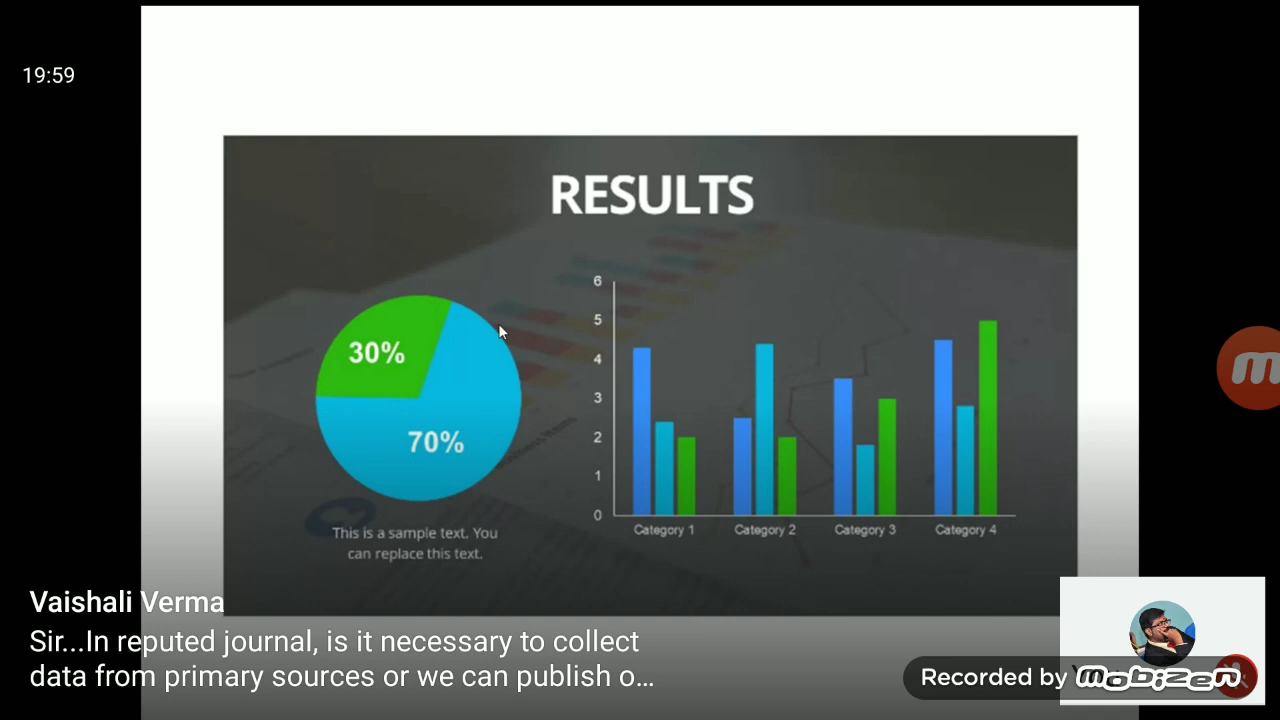 19:59
RESULTS
30%
70%
This is a sample text. You
can replace this text.
6
5
4
3
2
1
0
Category 1
Category 2
Category 3
Category 4
Vaishali Verma
Sir...In reputed journal, is it necessary to collect
data from primary sources or we can publish o...
Recorded by mobizen